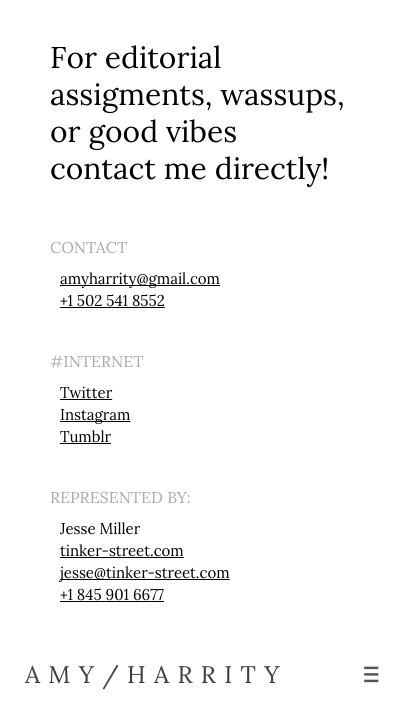 For editorial
assigments, wassups,
or good vibes
contact me directly!
CONTACT
amyharrity@gmail.com
+1 502 541 8552
#INTERNET
Twitter
Instagram
Tumblr
REPRESENTED BY:
Jesse Miller
tinker-street.com
jesse@tinker-street.com
+1 845 901 6677
AMY/HARRITY